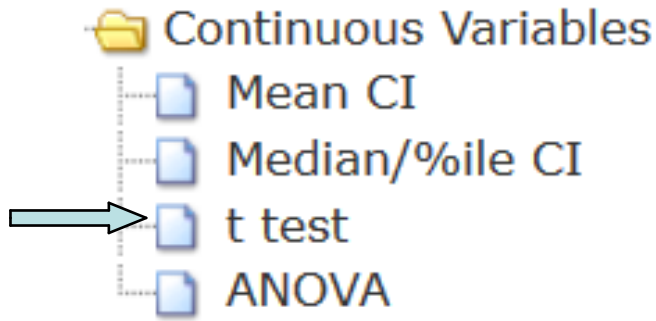 Continuous Variables
Mean CI
Median/%ile CI
t test
ANOVA